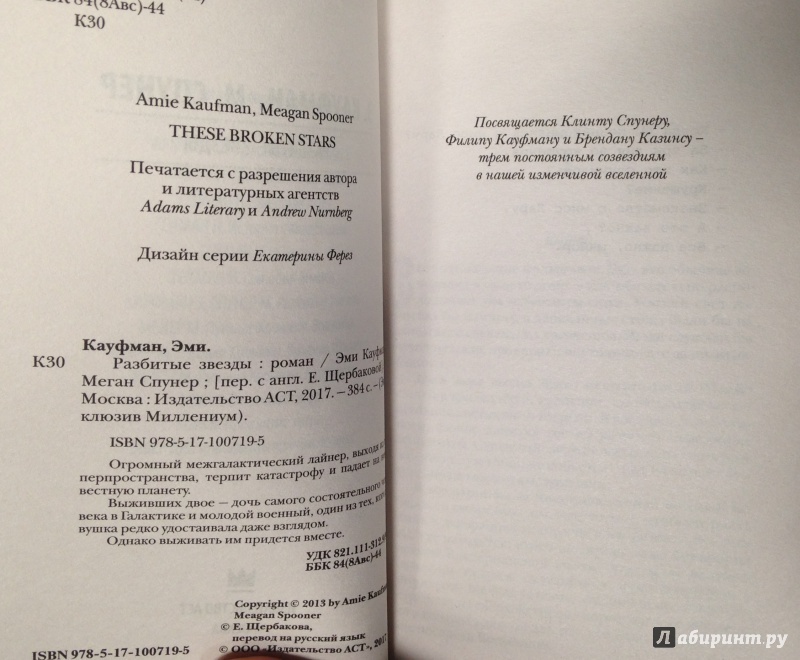 ББК 84(8Авс)-44
К30
Amie Kaufman, Meagan Spooner
THESE BROKEN STARS
Печатается с разрешения автора
и литературных агентств
Adams Literary и Andrew Nurnberg
Дизайн серии Екатерины Ферез
Кауфман, Эми.
К30 Разбитые звезды : роман / Эми
Меган Спунер ; [пер. с англ. Е. Щербаковой
Москва : Издательство АСТ, 2017. – 384 с. –
клюзив Миллениум).
ISBN 978-5-17-100719-5
Огромный межгалактический лайнер, выходя
перпространства, терпит катастрофу и падает на
вестную планету.
Выживших двое — дочь самого состоятельного
века в Галактике и молодой военный, один из тех,
вушка редко удостаивала даже взглядом.
Однако выживать им придется вместе.
УДК 821.111-312.9
ББК 84(8Авс)-44
Copyright © 2013 by Amie Kaufman
Meagan Spooner
© Е. Щербакова,
перевод на русский язык
ISBN 978-5-17-100719-5 © ООО «Издательство АСТ», 2017
Посвящается Клинту Спунеру,
Филипу Кауфману и Брендану Казинсу –
трем постоянным созвездиям
в нашей изменчивой вселенной
Лабиринт.ру